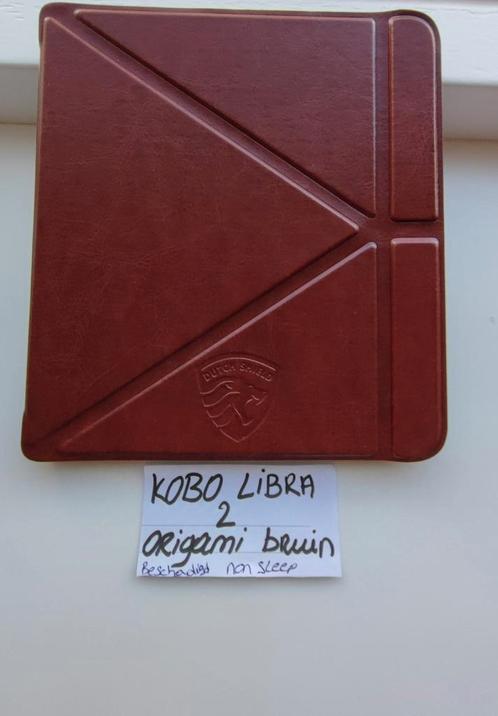 DUTCH SHIELD
KOBO LIBRA
2
ORigami bruin
Beschadigd non sleep